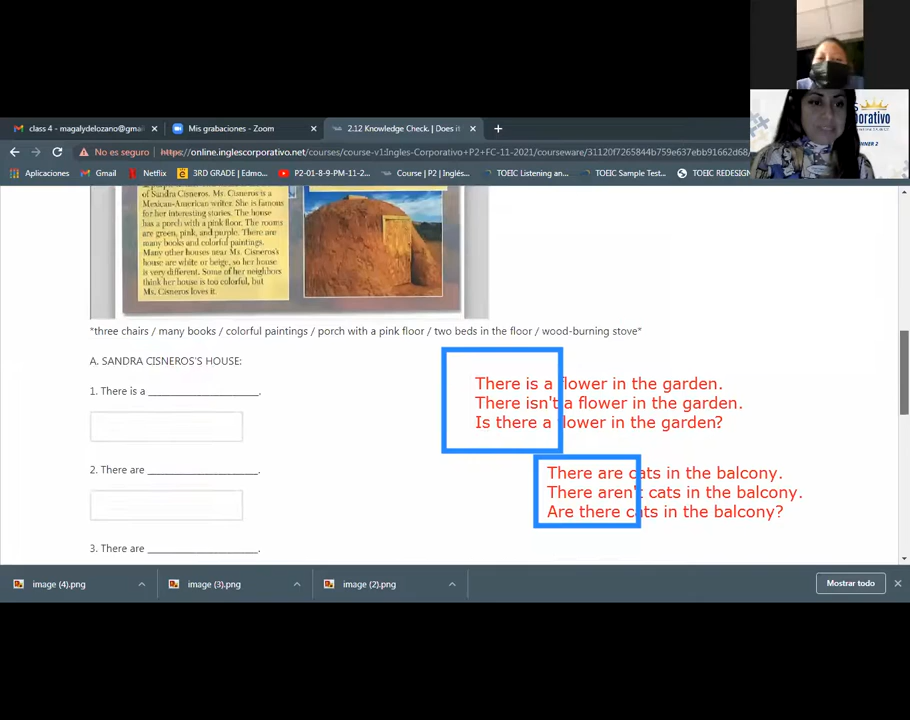 orativo
INNER 2
class 4 - magalydelozano@gmai
Mis grabaciones - Zoom
2.12 Knowledge Check. | Does it
No es seguro
https://online.inglescorporativo.net/courses/course-v1:Ingles-Corporativo+P2+FC-11-2021/courseware/31120f7265844b759e637ebb91662d68/
Aplicaciones
Gmail
Netflix
3RD GRADE | Edmo...
P2-01-8-9-PM-11-2...
Course | P2 | Inglés...
TOEIC Listening an...
TOEIC Sample Test...
TOEIC REDESIGN
of Sandra Cisneros. Ms. Cisneros is a
Mexican-American writer. She is famous
for her interesting stories. The house
has a porch with a pink floor. The rooms
are green, pink, and purple. There are
many books and colorful paintings.
Many other houses near Ms. Cisneros's
house are white or beige, so her house
is very different. Some of her neighbors
think her house is too colorful, but
Ms. Cisneros loves it.
*three chairs / many books / colorful paintings / porch with a pink floor / two beds in the floor / wood-burning stove*
A. SANDRA CISNEROS'S HOUSE:
1. There is a ____________________.
2. There are ____________________.
3. There are ____________________.
There is a flower in the garden.
There isn't a flower in the garden.
Is there a flower in the garden?
There are cats in the balcony.
There aren't cats in the balcony.
Are there cats in the balcony?
image (4).png
image (3).png
image (2).png
Mostrar todo